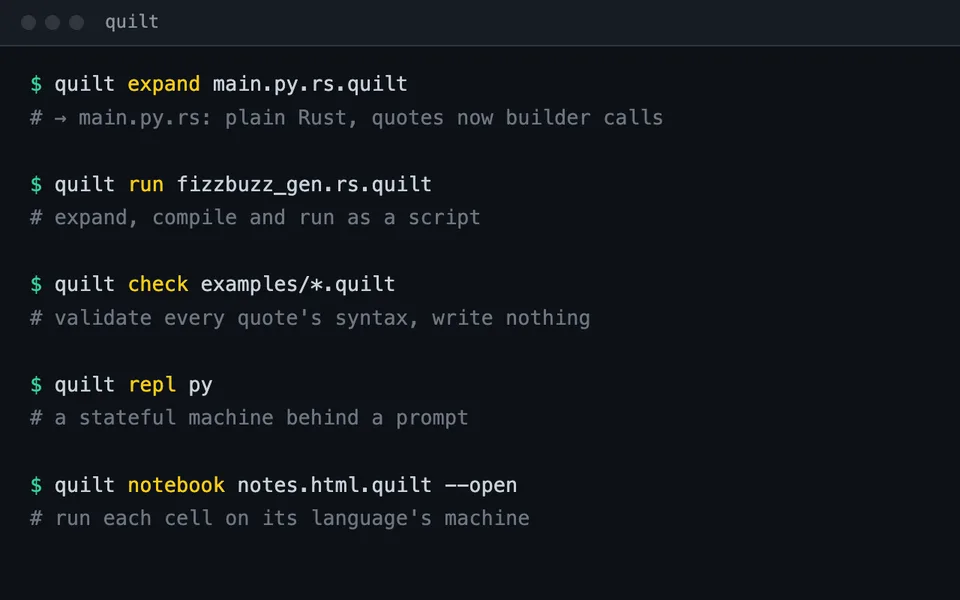 quilt
$ quilt expand main.py.rs.quilt
# → main.py.rs: plain Rust, quotes now builder calls
$ quilt run fizzbuzz_gen.rs.quilt
# expand, compile and run as a script
$ quilt check examples/*.quilt
# validate every quote's syntax, write nothing
$ quilt repl py
# a stateful machine behind a prompt
$ quilt notebook notes.html.quilt --open
# run each cell on its language's machine